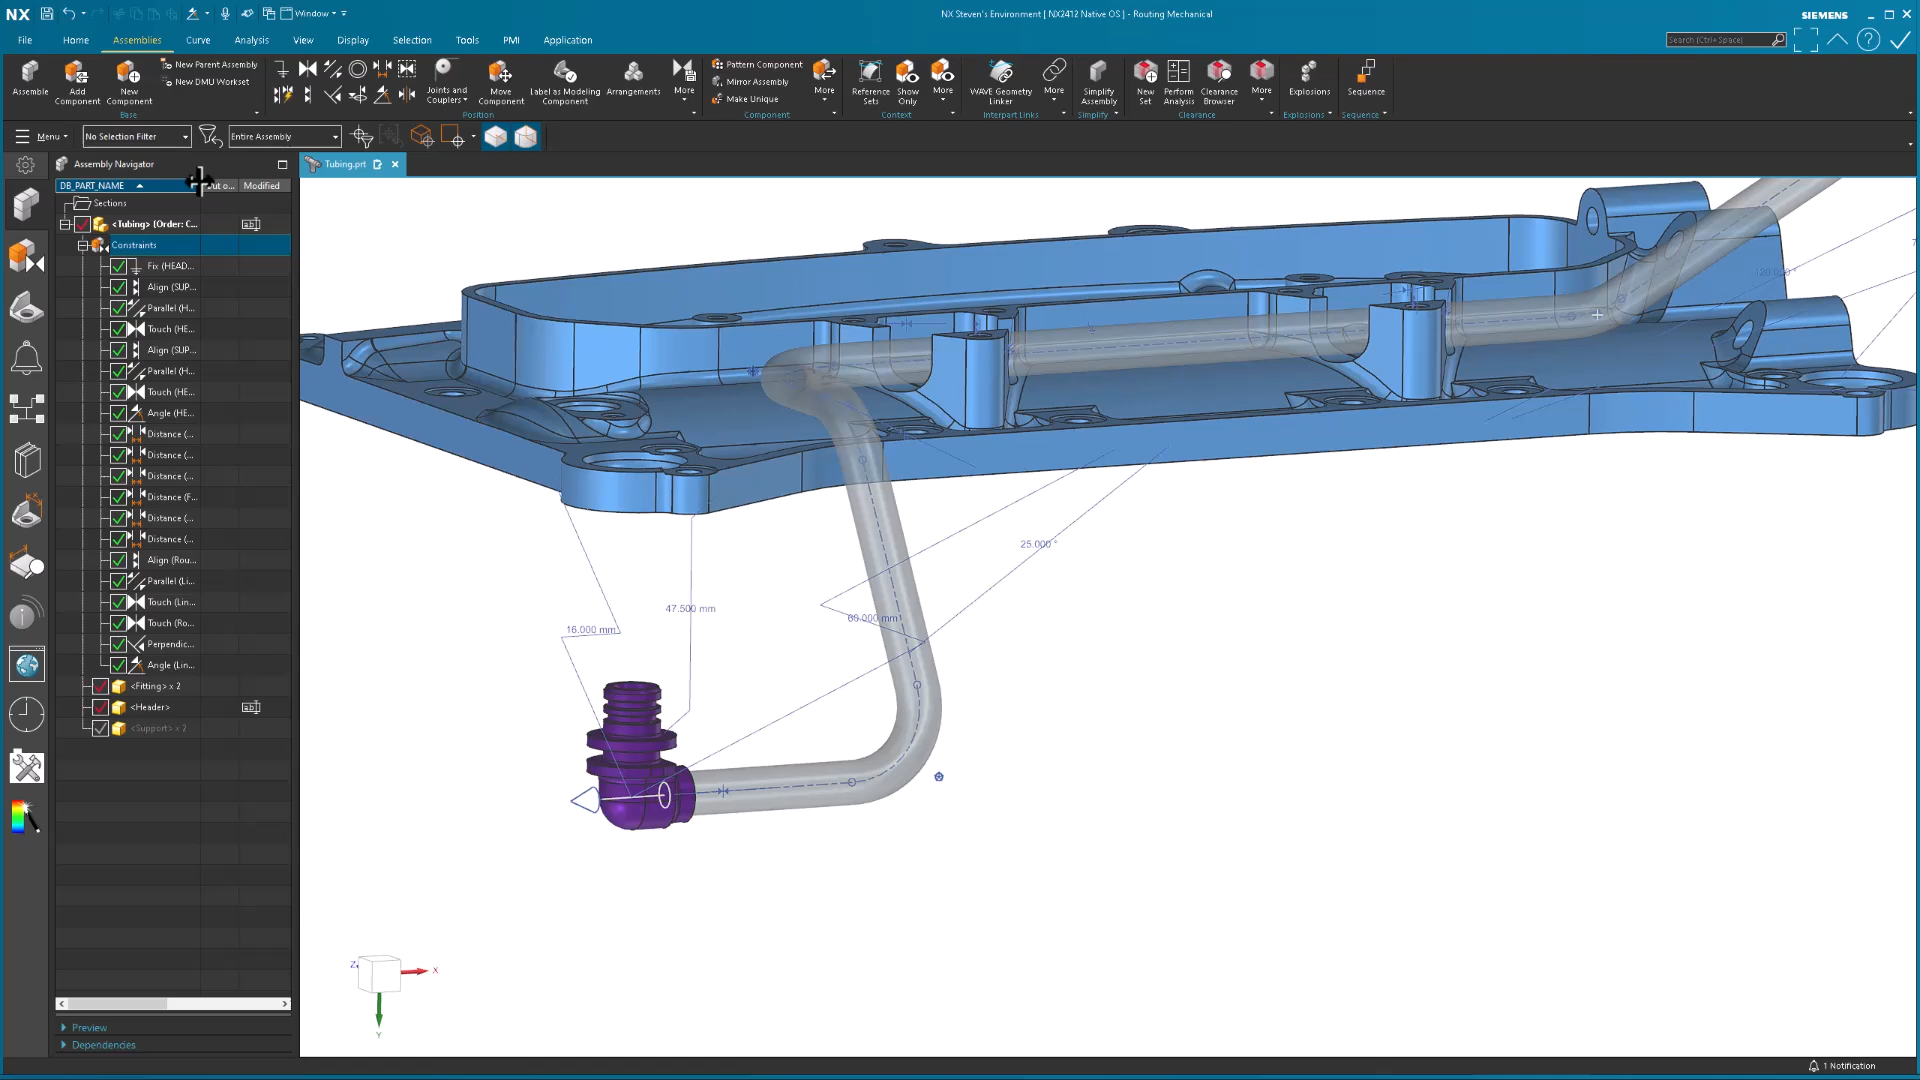 NX
Window
NX Steven's Environment [ NX2412 Native OS ] - Routing Mechanical
SIEMENS
File
Home
Assemblies
Curve
Analysis
View
Display
Selection
Tools
PMI
Application
Search (Ctrl+Space)
Assemble
Add Component
New Component
New Parent Assembly
New DMU Workset
Joints and Couplers
Move Component
Label as Modeling Component
Arrangements
More
Pattern Component
Mirror Assembly
Make Unique
More
Reference Sets
Show Only
More
WAVE Geometry Linker
More
Simplify Assembly
New Set
Perform Analysis
Clearance Browser
More
Explosions
Sequence
Base
Position
Component
Context
Interpart Links
Simplify
Clearance
Explosions
Sequence
Menu
No Selection Filter
Entire Assembly
Assembly Navigator
Tubing.prt
DB_PART_NAME
Modified
Sections
<Tubing> (Order: C...
Constraints
Fix (HEAD...
Align (SUP...
Parallel (H...
Touch (HE...
Align (SUP...
Parallel (H...
Touch (HE...
Angle (HE...
Distance (...
Distance (...
Distance (...
Distance (F...
Distance (...
Distance (...
Align (Rou...
Parallel (Li...
Touch (Lin...
Touch (Ro...
Perpendic...
Angle (Lin...
<Fitting> x 2
<Header>
<Support> x 2
Preview
Dependencies
120.000 °
25.000 °
47.500 mm
60.000 mm
16.000 mm
Z
X
Y
1 Notification